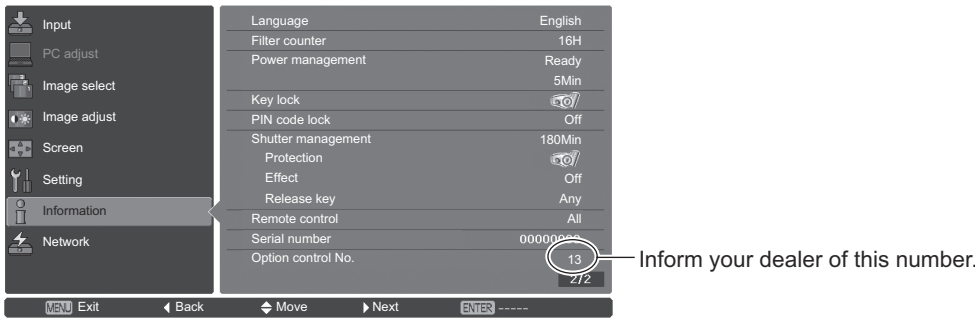 Input
PC adjust
Image select
Image adjust
Screen
Setting
Information
Network
Language English
Filter counter 16H
Power management Ready
5Min
Key lock
PIN code lock Off
Shutter management 180Min
Protection
Effect Off
Release key Any
Remote control All
Serial number 00000000
Option control No. 13
2/2
Inform your dealer of this number.
MENU Exit Back Move Next ENTER -----